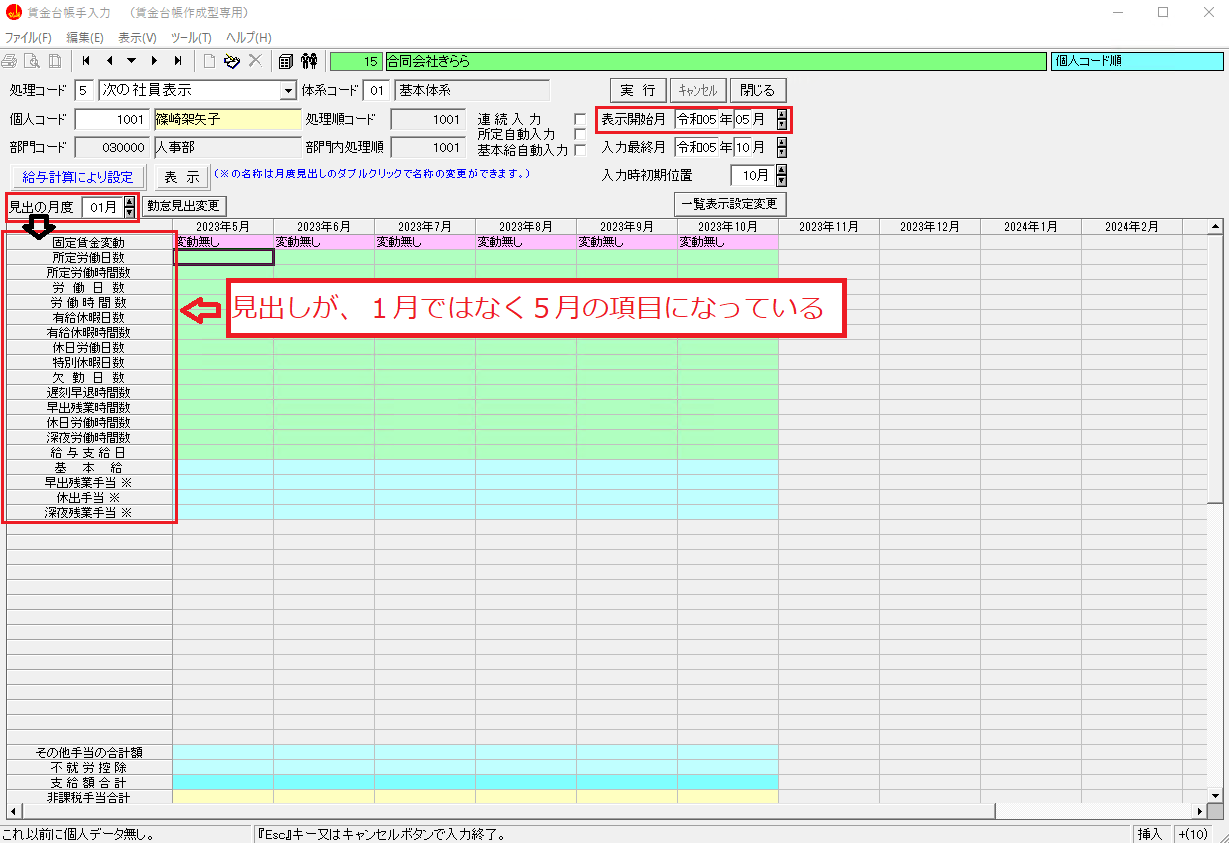 賃金台帳手入力　（賃金台帳作成型専用）
ファイル(F)　編集(E)　表示(V)　ツール(T)　ヘルプ(H)
15 合同会社きらら 個人コード順
処理コード 5 次の社員表示 体系コード 01 基本体系 実 行 キャンセル 閉じる
個人コード 1001 篠崎架矢子 処理順コード 1001 連 続 入 力 表示開始月 令和05年05月
所定自動入力
部門コード 030000 人事部 部門内処理順 1001 基本給自動入力 入力最終月 令和05年10月
給与計算により設定 表 示 (※の名称は月度見出しのダブルクリックで名称の変更ができます。) 入力時初期位置 10月
見出の月度 01月 勤怠見出変更 一覧表示設定変更
2023年5月 2023年6月 2023年7月 2023年8月 2023年9月 2023年10月 2023年11月 2023年12月 2024年1月 2024年2月
固定賃金変動 変動無し 変動無し 変動無し 変動無し 変動無し 変動無し
所定労働日数
所定労働時間数
労 働 日 数
労 働 時 間 数
有給休暇日数
有給休暇時間数
見出しが、１月ではなく５月の項目になっている
休日労働日数
特別休暇日数
欠 勤 日 数
遅刻早退時間数
早出残業時間数
休日労働時間数
深夜労働時間数
給 与 支 給 日
基　本　給
早出残業手当 ※
休出手当 ※
深夜残業手当 ※
その他手当の合計額
不 就 労 控 除
支 給 額 合 計
非課税手当合計
これ以前に個人データ無し。 『Esc』キー又はキャンセルボタンで入力終了。 挿入 +(10)